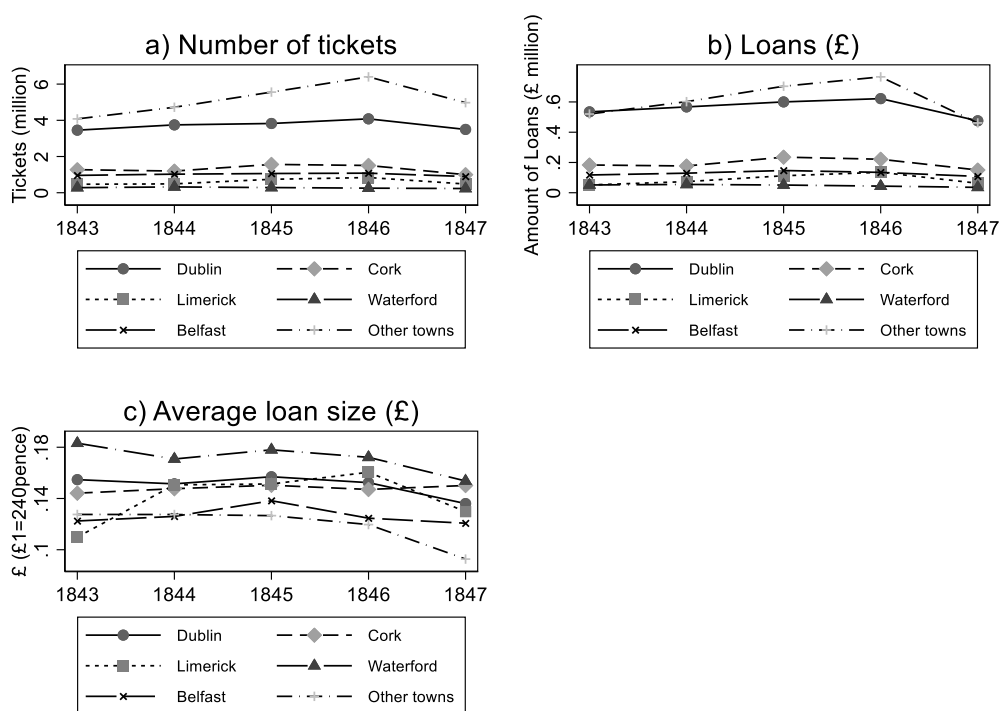 a) Number of tickets
Tickets (million)
6
4
2
0
1843 1844 1845 1846 1847
Dublin Cork
Limerick Waterford
Belfast Other towns
b) Loans (£)
Amount of Loans (£ million)
.6
.4
.2
0
1843 1844 1845 1846 1847
Dublin Cork
Limerick Waterford
Belfast Other towns
c) Average loan size (£)
£ (£1=240pence)
.18
.14
.1
1843 1844 1845 1846 1847
Dublin Cork
Limerick Waterford
Belfast Other towns